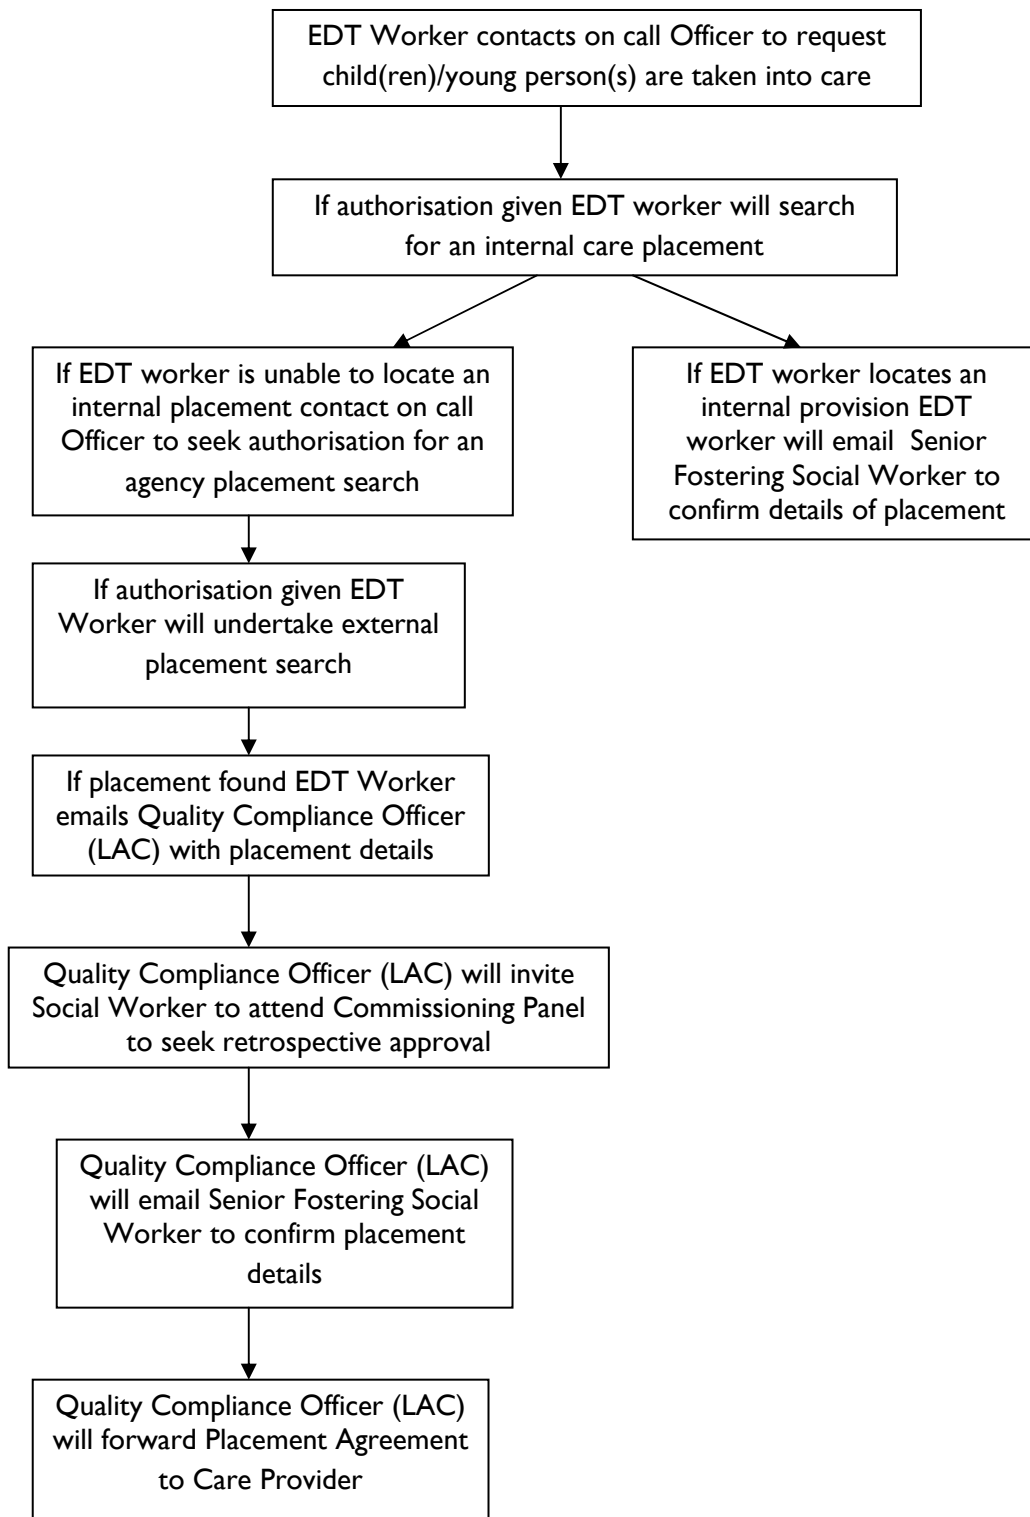 EDT Worker contacts on call Officer to request
child(ren)/young person(s) are taken into care
If authorisation given EDT worker will search
for an internal care placement
If EDT worker is unable to locate an
internal placement contact on call
Officer to seek authorisation for an
agency placement search
If EDT worker locates an
internal provision EDT
worker will email  Senior
Fostering Social Worker to
confirm details of placement
If authorisation given EDT
Worker will undertake external
placement search
If placement found EDT Worker
emails Quality Compliance Officer
(LAC) with placement details
Quality Compliance Officer (LAC) will invite
Social Worker to attend Commissioning Panel
to seek retrospective approval
Quality Compliance Officer (LAC)
will email Senior Fostering Social
Worker to confirm placement
details
Quality Compliance Officer (LAC)
will forward Placement Agreement
to Care Provider